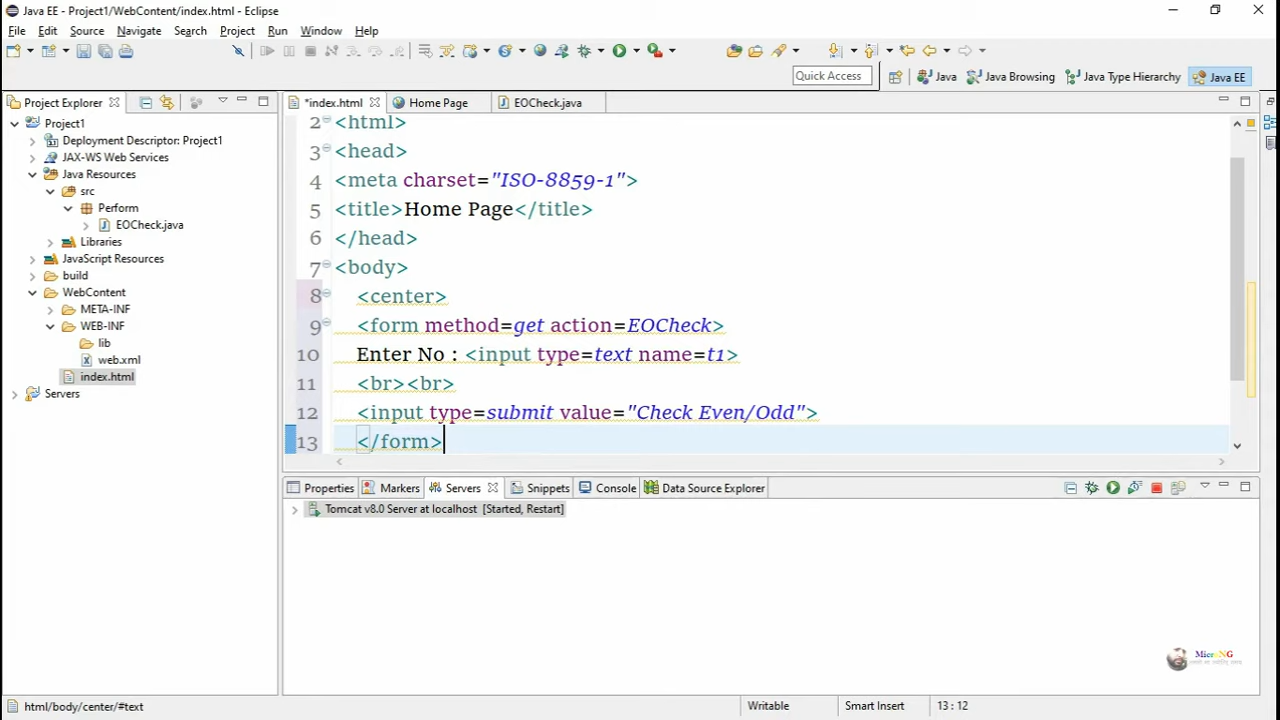 Java EE - Project1/WebContent/index.html - Eclipse
File Edit Source Navigate Search Project Run Window Help
Quick Access
Java
Java Browsing
Java Type Hierarchy
Java EE
Project Explorer
Project1
Deployment Descriptor: Project1
JAX-WS Web Services
Java Resources
src
Perform
EOCheck.java
Libraries
JavaScript Resources
build
WebContent
META-INF
WEB-INF
lib
web.xml
index.html
Servers
*index.html
Home Page
EOCheck.java
2 <html>
3 <head>
4 <meta charset="ISO-8859-1">
5 <title>Home Page</title>
6 </head>
7 <body>
8 <center>
9 <form method=get action=EOCheck>
10 Enter No : <input type=text name=t1>
11 <br><br>
12 <input type=submit value="Check Even/Odd">
13 </form>
Properties Markers Servers Snippets Console Data Source Explorer
Tomcat v8.0 Server at localhost [Started, Restart]
html/body/center/#text
Writable
Smart Insert
13 : 12